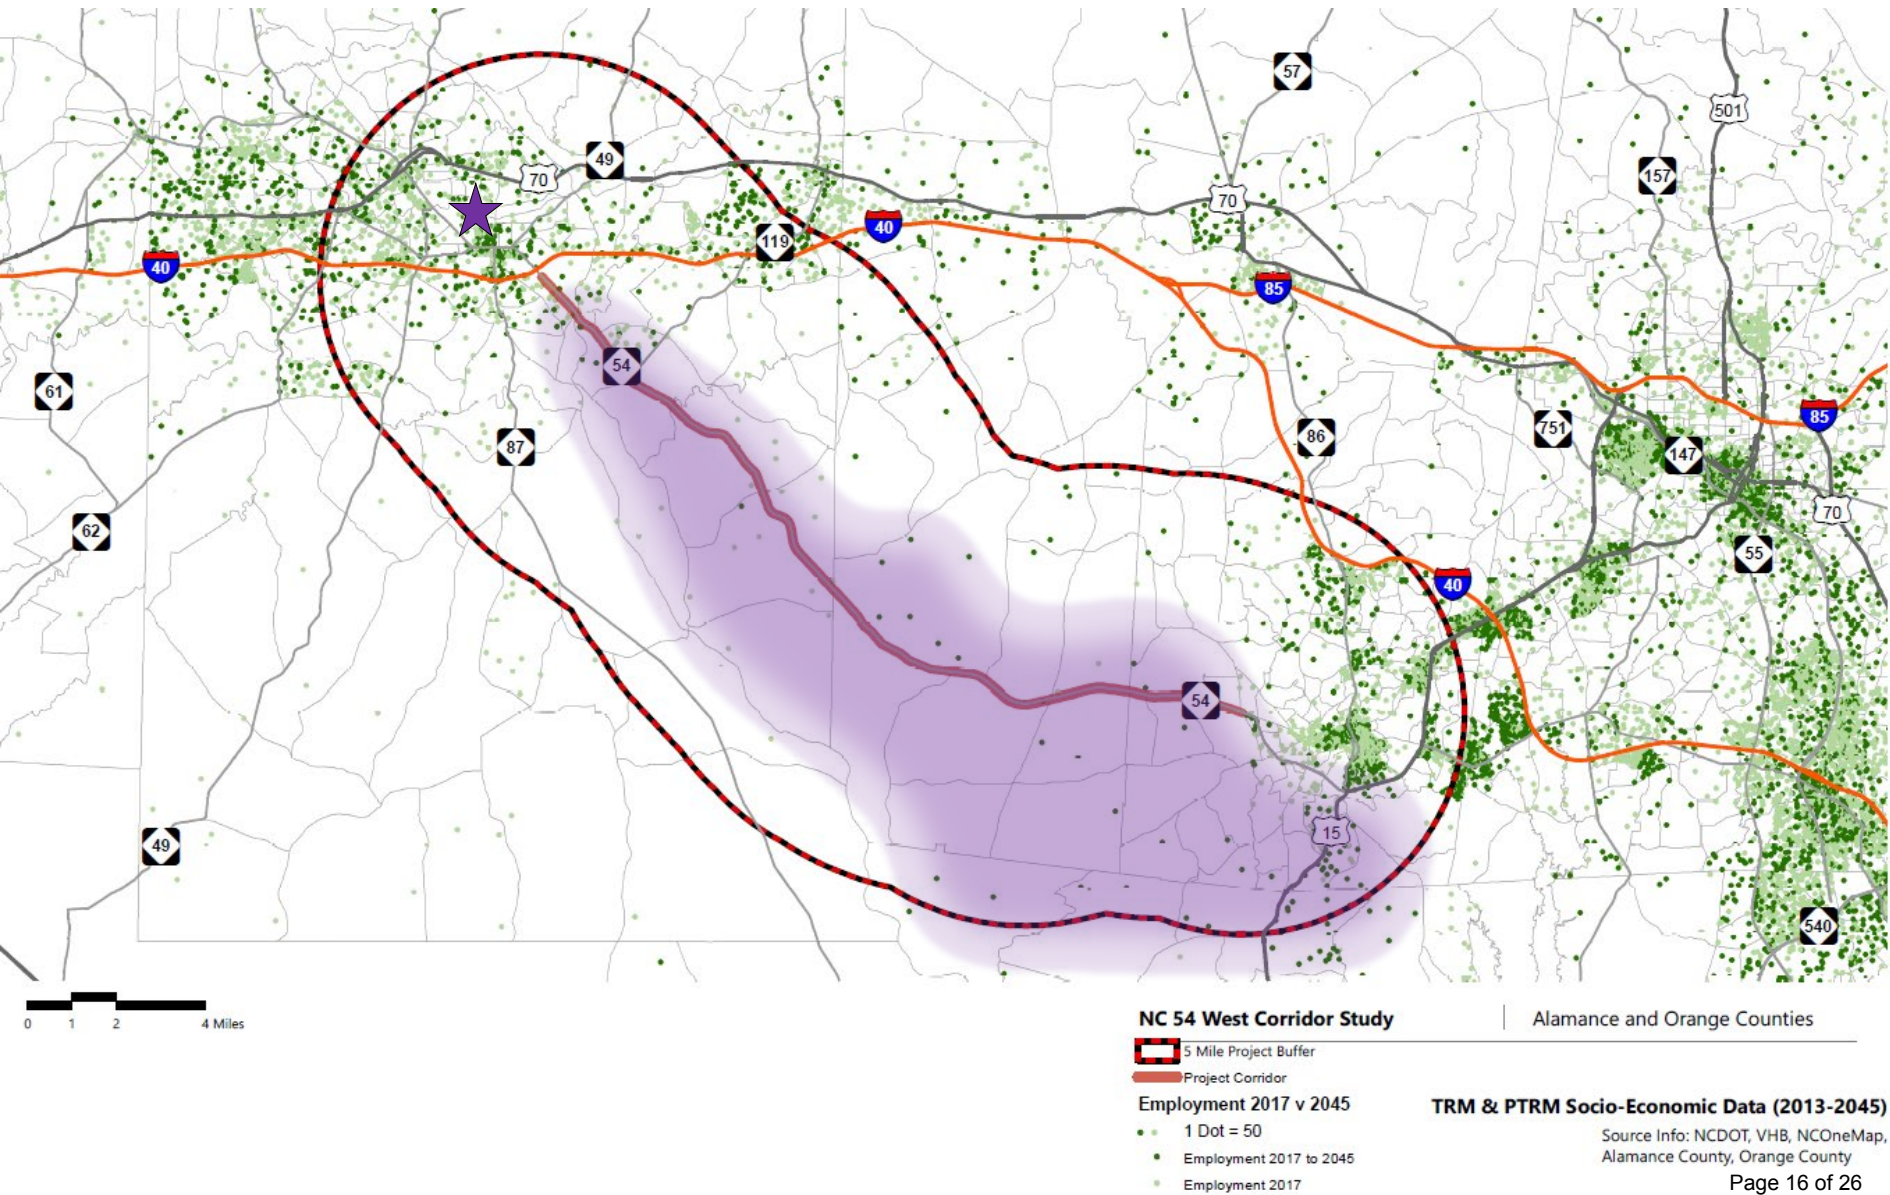 57
501
49
157
70
70
119
40
40
85
54
61
85
751
86
87
147
70
62
55
40
54
15
49
540
0 1 2 4 Miles
NC 54 West Corridor Study | Alamance and Orange Counties
5 Mile Project Buffer
Project Corridor
Employment 2017 v 2045
1 Dot = 50
Employment 2017 to 2045
Employment 2017
TRM & PTRM Socio-Economic Data (2013-2045)
Source Info: NCDOT, VHB, NCOneMap,
Alamance County, Orange County
Page 16 of 26